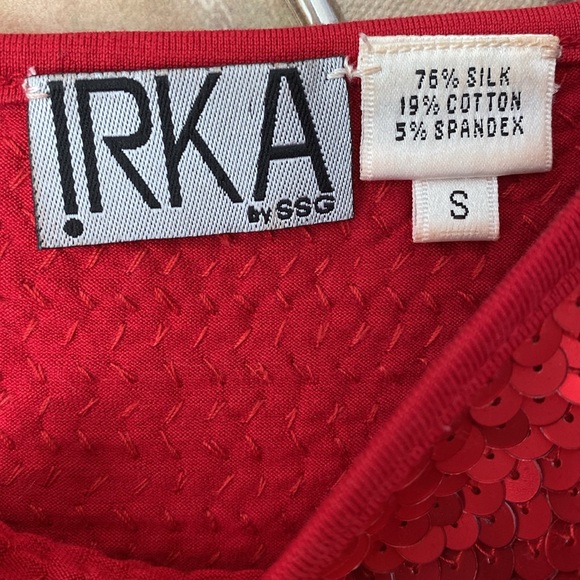 !RKA
by SSG
76% SILK
19% COTTON
5% SPANDEX
S